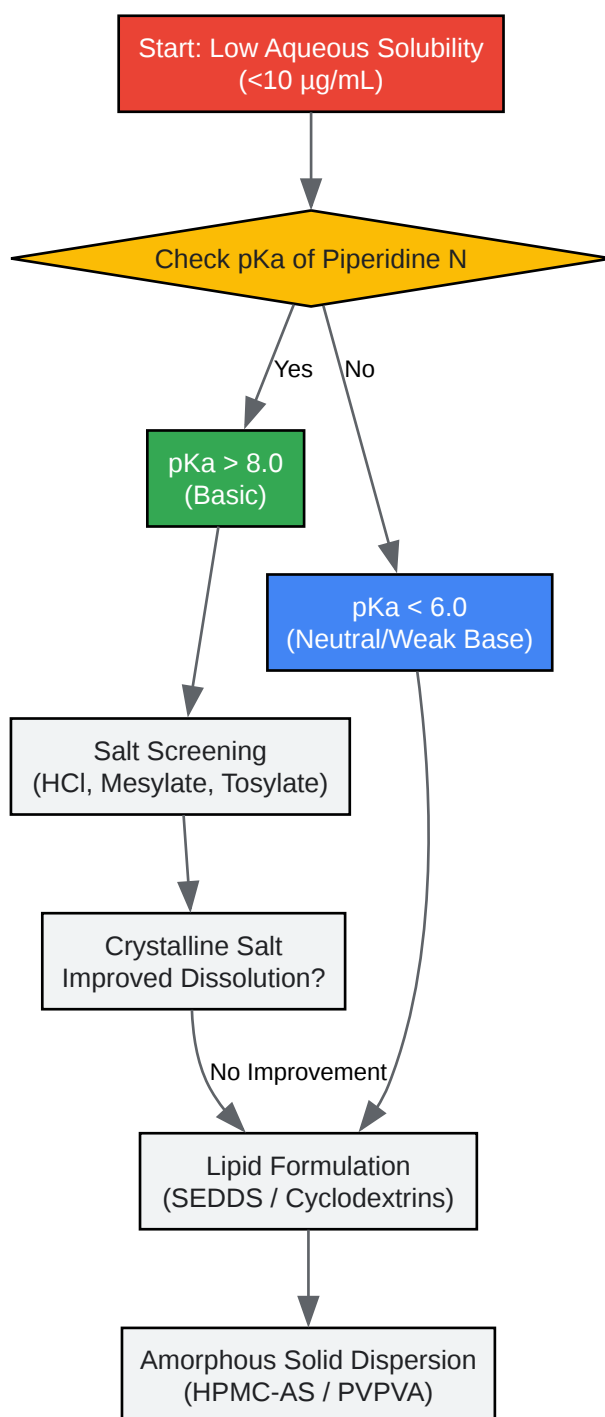 Start: Low Aqueous Solubility
(<10 µg/mL)
Check pKa of Piperidine N
Yes
No
pKa > 8.0
(Basic)
pKa < 6.0
(Neutral/Weak Base)
Salt Screening
(HCl, Mesylate, Tosylate)
Crystalline Salt
Improved Dissolution?
No Improvement
Lipid Formulation
(SEDDS / Cyclodextrins)
Amorphous Solid Dispersion
(HPMC-AS / PVPVA)